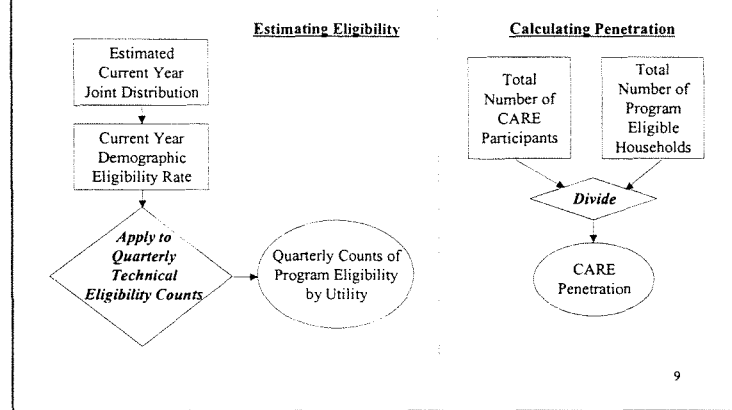 Estimating Eligibility
Estimated
Current Year
Joint Distribution
Current Year
Demographic
Eligibility Rate
Apply to
Quarterly
Technical
Eligibility Counts
Quarterly Counts of
Program Eligibility
by Utility
Calculating Penetration
Total
Number of
CARE
Participants
Total
Number of
Program
Eligible
Households
Divide
CARE
Penetration
9